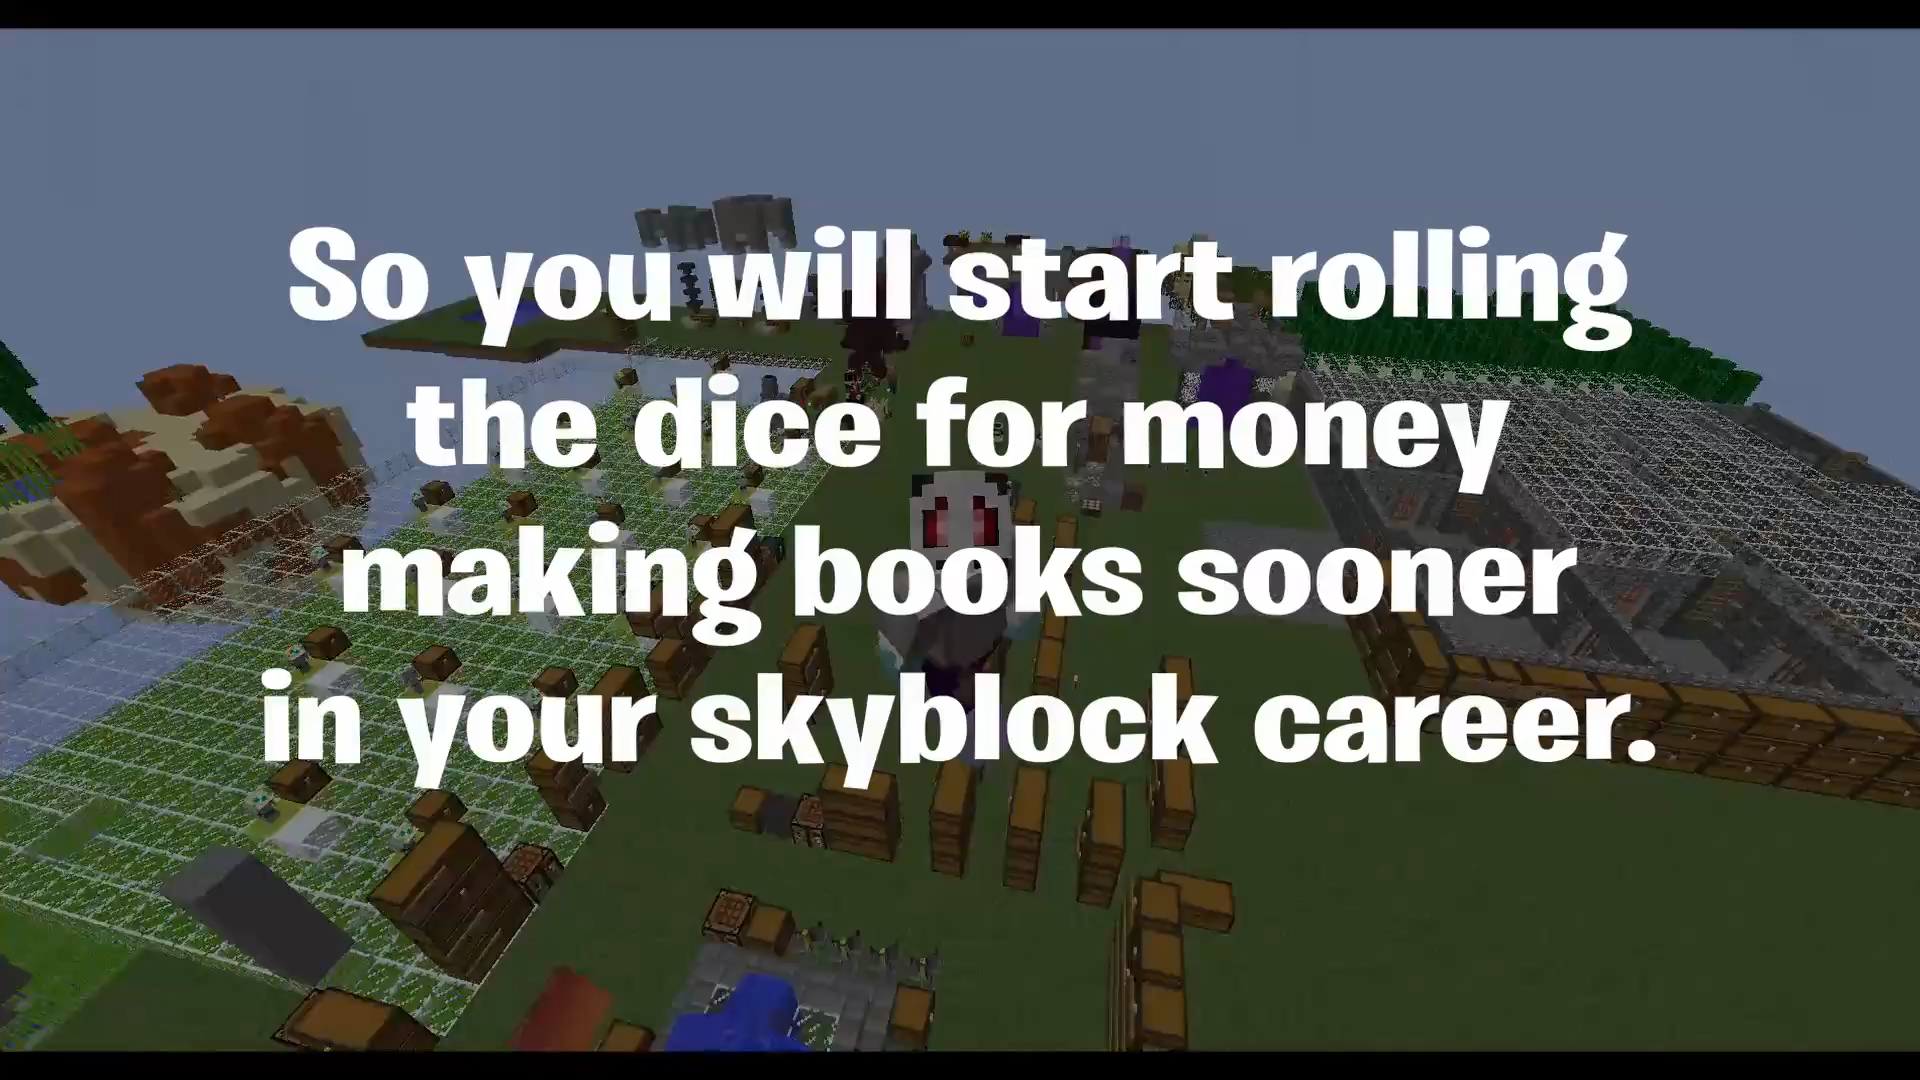 So you will start rolling
the dice for money
making books sooner
in your skyblock career.